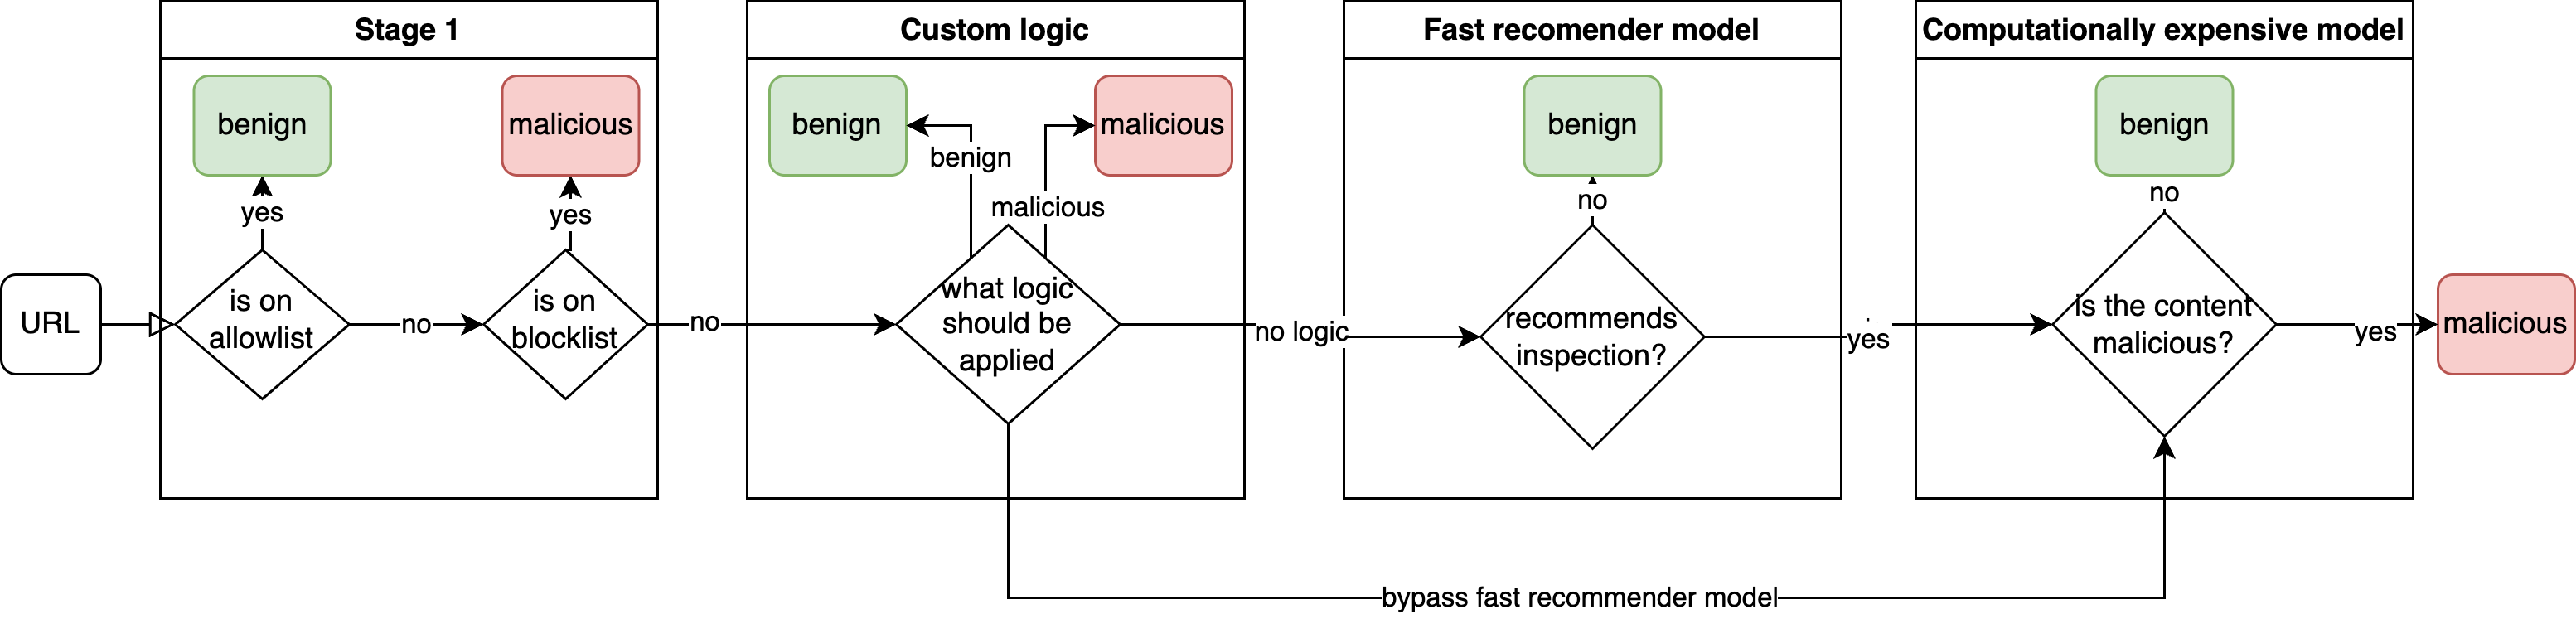 Stage 1
Custom logic
Fast recomender model
Computationally expensive model
benign
malicious
benign
malicious
benign
benign
yes
yes
benign
malicious
no
no
URL
is on
allowlist
no
is on
blocklist
no
what logic
should be
applied
no logic
recommends
inspection?
yes
is the content
malicious?
yes
malicious
bypass fast recommender model